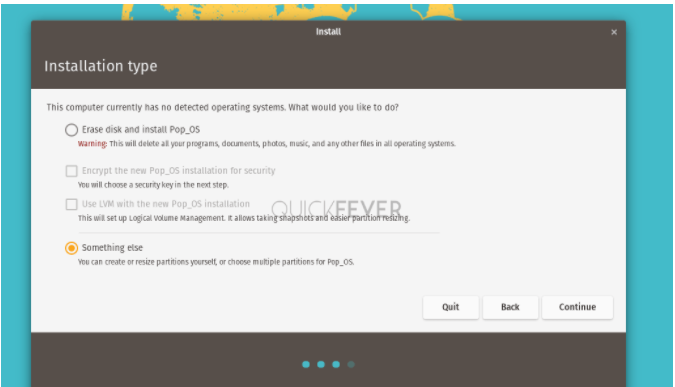 Install
×
Installation type
This computer currently has no detected operating systems. What would you like to do?
Erase disk and install Pop_OS
Warning: This will delete all your programs, documents, photos, music, and any other files in all operating systems.
Encrypt the new Pop_OS installation for security
You will choose a security key in the next step.
Use LVM with the new Pop_OS installation
QUICKFEVER
This will set up Logical Volume Management. It allows taking snapshots and easier partition resizing.
Something else
You can create or resize partitions yourself, or choose multiple partitions for Pop_OS.
Quit Back Continue